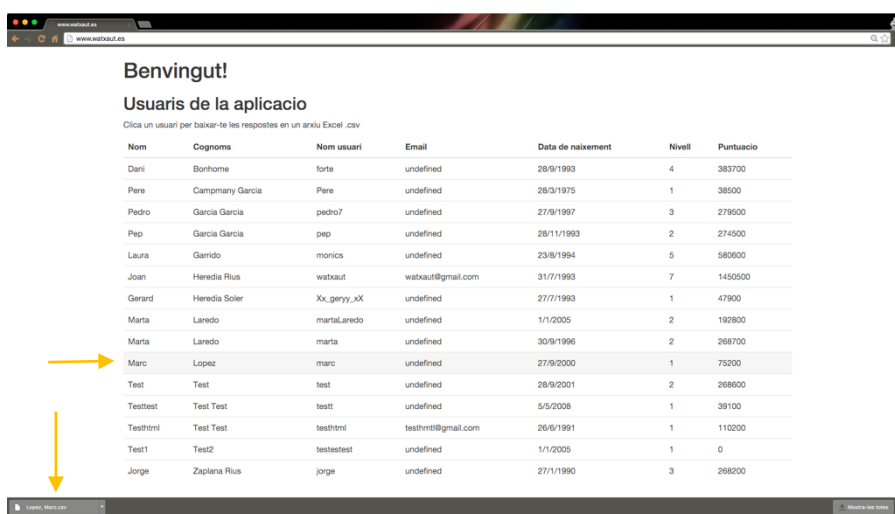 www.watxaut.es
www.watxaut.es
Benvingut!
Usuaris de la aplicacio
Clica un usuari per baixar-te les respostes en un arxiu Excel .csv
Nom Cognoms Nom usuari Email Data de naixement Nivell Puntuacio
Dani Bonhome forte undefined 28/9/1993 4 383700
Pere Campmany Garcia Pere undefined 28/3/1975 1 38500
Pedro Garcia Garcia pedro7 undefined 27/9/1997 3 279500
Pep Garcia Garcia pep undefined 28/11/1993 2 274500
Laura Garrido monics undefined 23/8/1994 5 580600
Joan Heredia Rius watxaut watxaut@gmail.com 31/7/1993 7 1450500
Gerard Heredia Soler Xx_geryy_xX undefined 27/7/1993 1 47900
Marta Laredo martaLaredo undefined 1/1/2005 2 192800
Marta Laredo marta undefined 30/9/1996 2 268700
Marc Lopez marc undefined 27/9/2000 1 75200
Test Test test undefined 28/9/2001 2 268600
Testtest Test Test testt undefined 5/5/2008 1 39100
Testhtml Test Test testhtml testhmtl@gmail.com 26/6/1991 1 110200
Test1 Test2 testestest undefined 1/1/2005 1 0
Jorge Zaplana Rius jorge undefined 27/1/1990 3 268200
Lopez, Marc.csv Mostra-les totes